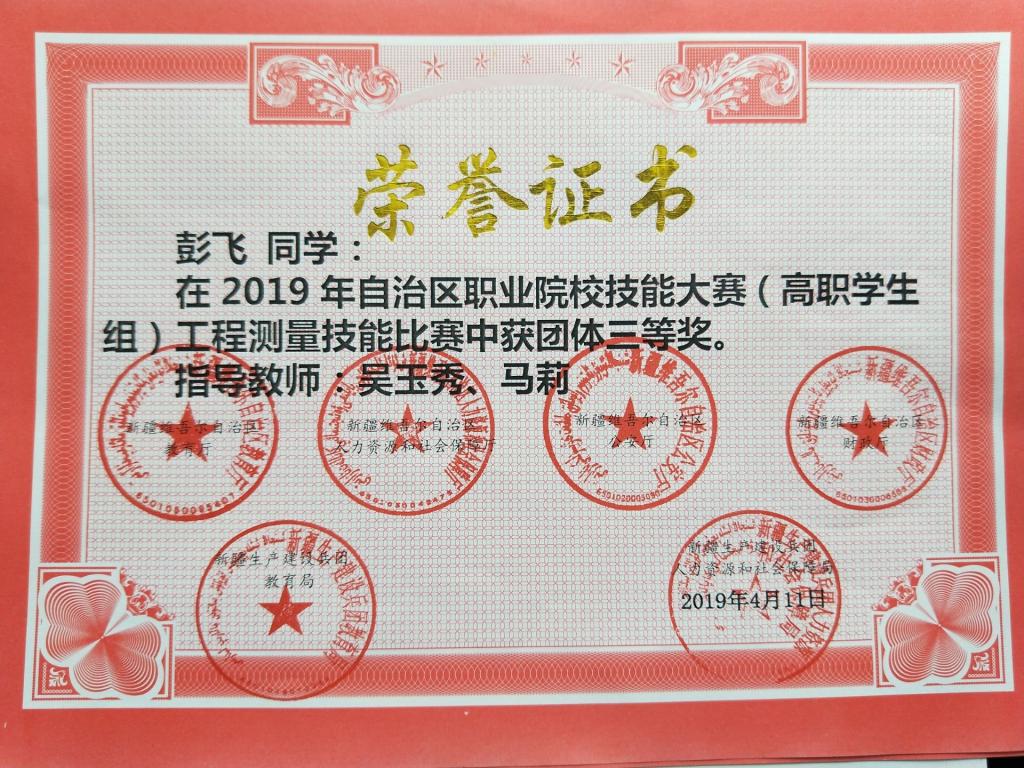 荣誉证书
彭飞 同学：
在2019年自治区职业院校技能大赛（高职学生
组）工程测量技能比赛中获团体三等奖。
指导教师：吴玉秀、马莉
新疆维吾尔自治区
教育厅
新疆维吾尔自治区
人力资源和社会保障厅
新疆维吾尔自治区
公安厅
新疆维吾尔自治区
财政厅
新疆生产建设兵团
教育局
新疆生产建设兵团
人力资源和社会保障局
2019年4月11日